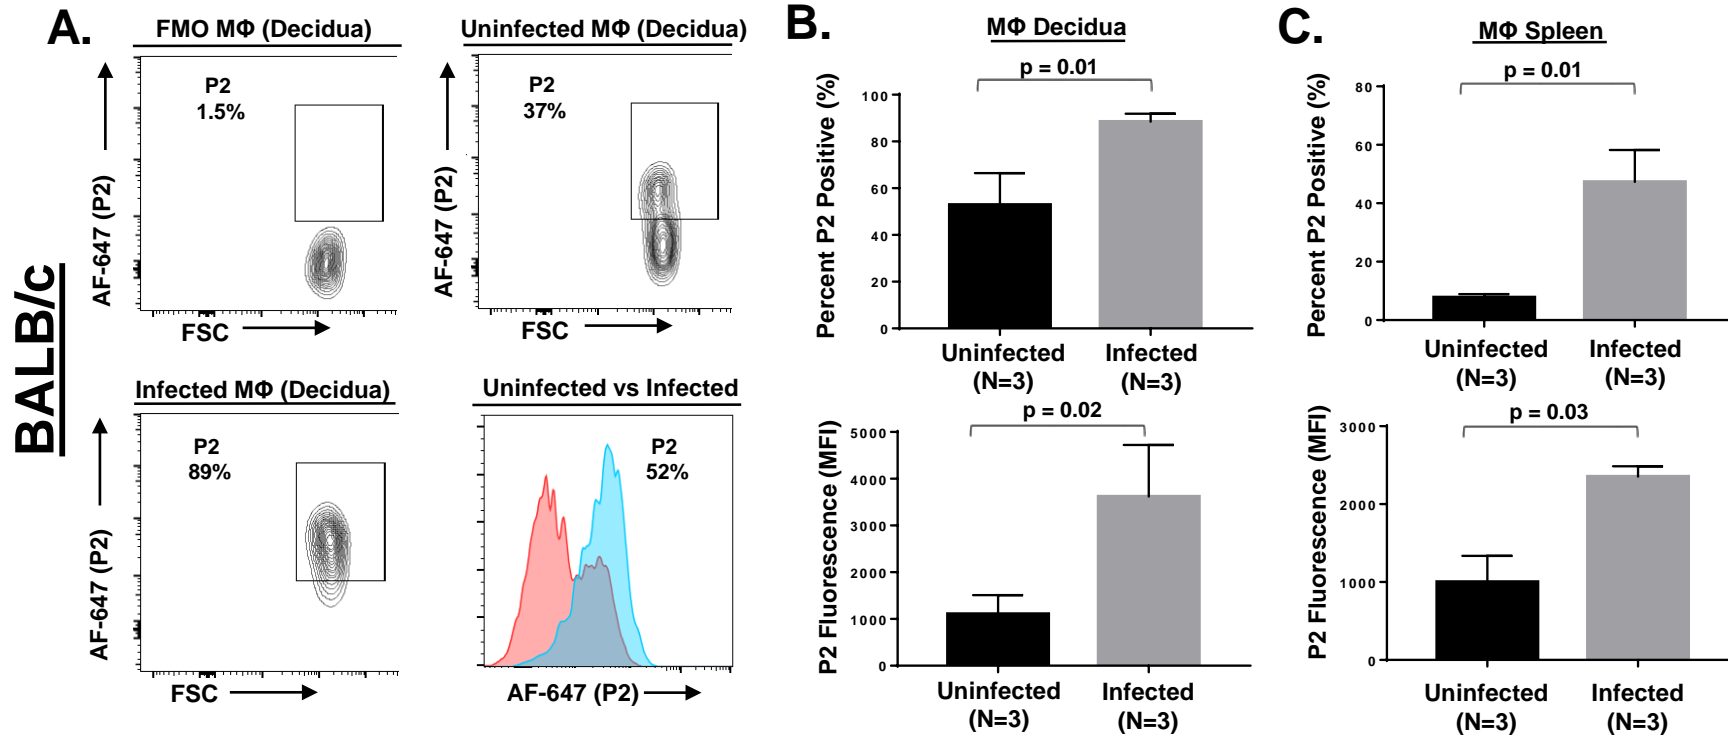 A.
BALB/c
FMO MΦ (Decidua)
P2
1.5%
AF-647 (P2)
FSC
Uninfected MΦ (Decidua)
P2
37%
AF-647 (P2)
FSC
Infected MΦ (Decidua)
P2
89%
AF-647 (P2)
FSC
Uninfected vs Infected
P2
52%
AF-647 (P2)
B.
MΦ Decidua
p = 0.01
Percent P2 Positive (%)
100
80
60
40
20
0
Uninfected
(N=3)
Infected
(N=3)
p = 0.02
P2 Fluorescence (MFI)
5000
4000
3000
2000
1000
0
Uninfected
(N=3)
Infected
(N=3)
C.
MΦ Spleen
p = 0.01
Percent P2 Positive (%)
80
60
40
20
0
Uninfected
(N=3)
Infected
(N=3)
p = 0.03
P2 Fluorescence (MFI)
3000
2000
1000
0
Uninfected
(N=3)
Infected
(N=3)